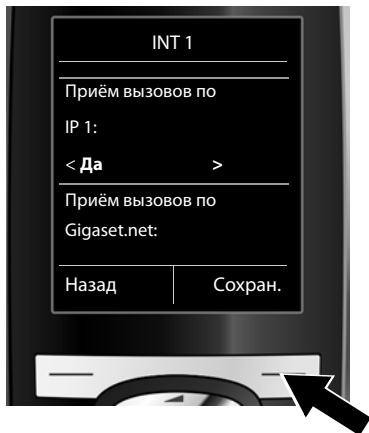 INT 1
Приём вызовов по
IP 1:
< Да >
Приём вызовов по
Gigaset.net:
Назад Сохран.